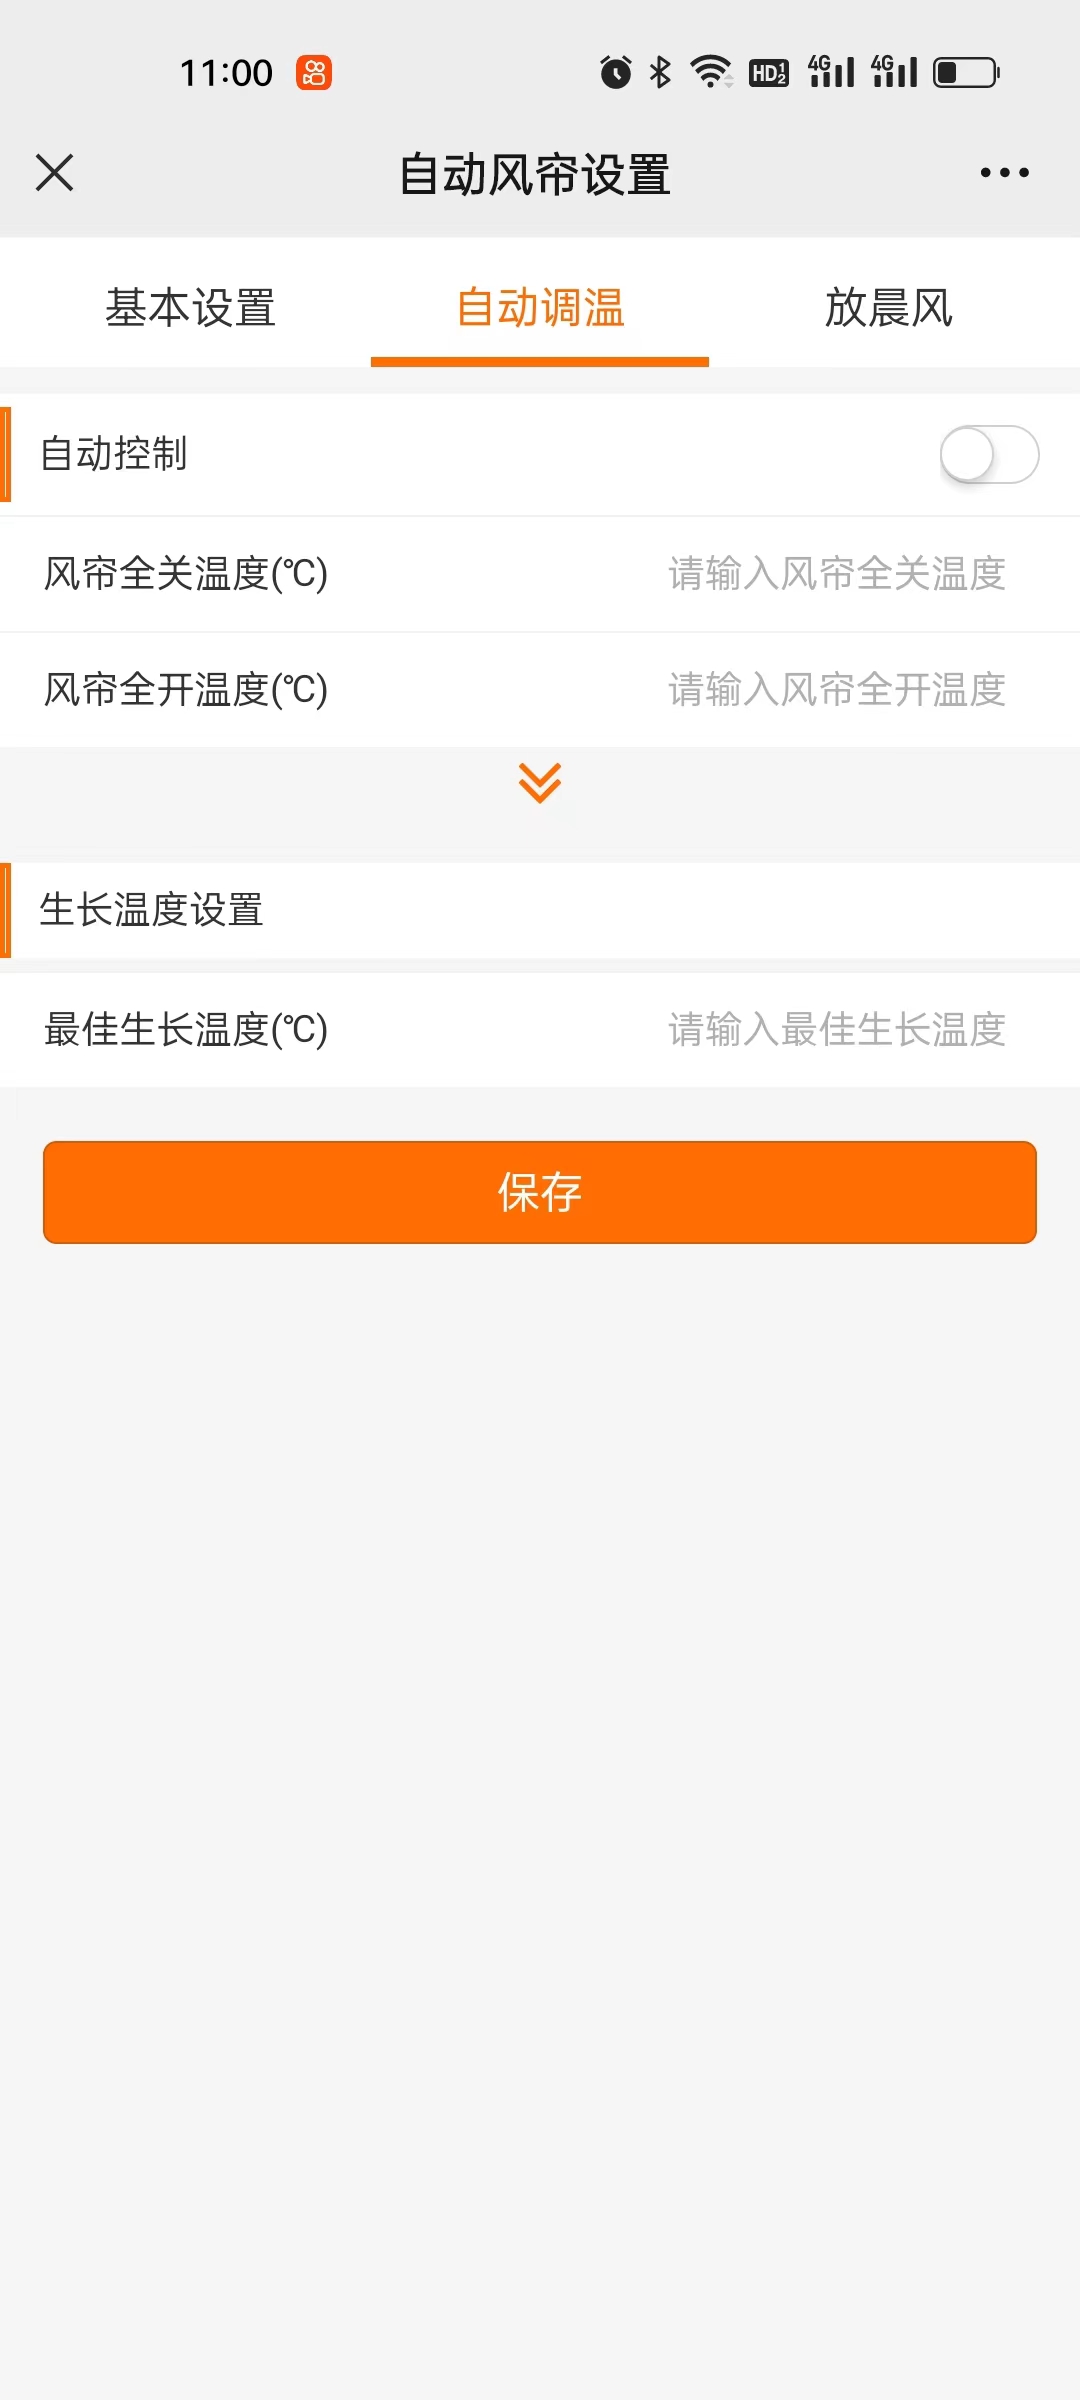 11:00
HD 1 2 4G 4G
自动风帘设置
基本设置 自动调温 放晨风
自动控制
风帘全关温度(℃) 请输入风帘全关温度
风帘全开温度(℃) 请输入风帘全开温度
生长温度设置
最佳生长温度(℃) 请输入最佳生长温度
保存